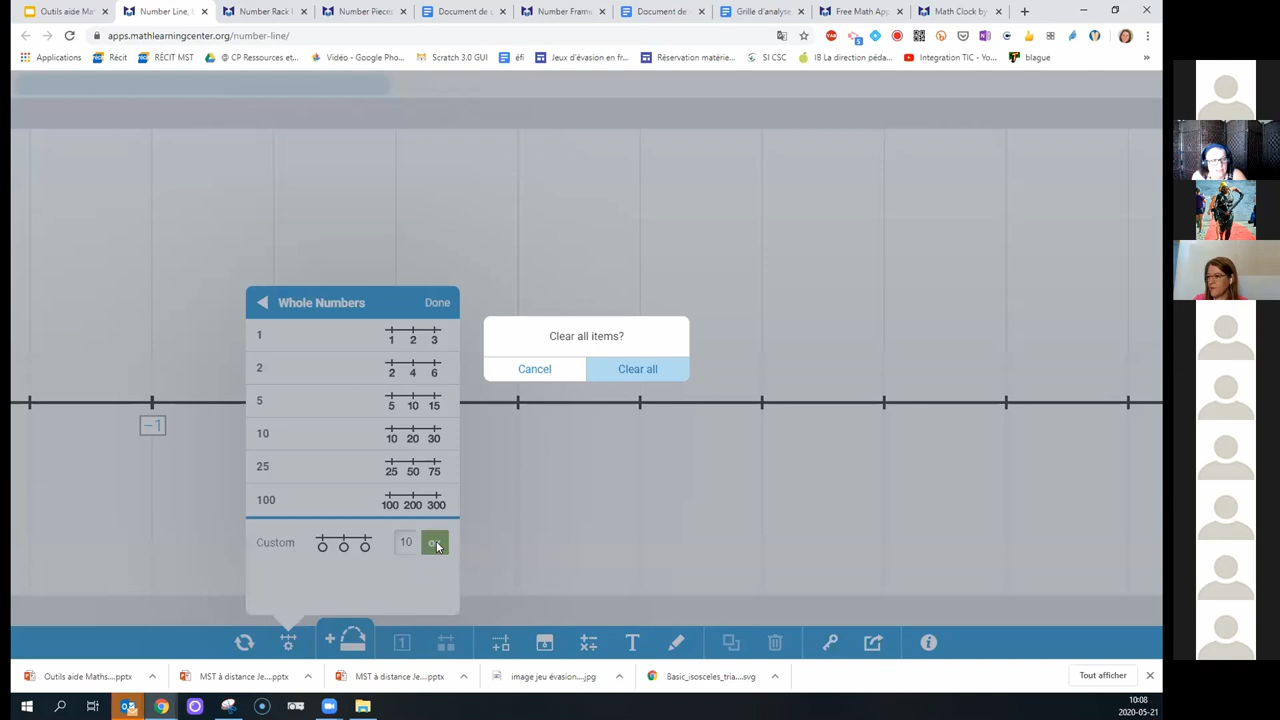 Outils aide Mat
Number Line,
Number Rack
Number Pieces
Document de
Number Fram
Document de
Grille d'analyse
Free Math Ap
Math Clock by
apps.mathlearningcenter.org/number-line/
Applications
Récit
RÉCIT MST
@ CP Ressources et...
Vidéo - Google Pho...
Scratch 3.0 GUI
éfi
Jeux d'évasion en fr...
Réservation matérie...
SI CSC
IB La direction péda...
Integration TIC - Yo...
blague
»
−1
Whole Numbers
Done
1
1 2 3
2
2 4 6
5
5 10 15
10
10 20 30
25
25 50 75
100
100 200 300
Custom
10
Clear all items?
Cancel
Clear all
1
T
Outils aide Maths....pptx
MST à distance Je....pptx
MST à distance Je....pptx
image jeu évasion....jpg
Basic_isosceles_tria....svg
Tout afficher
10:08
2020-05-21